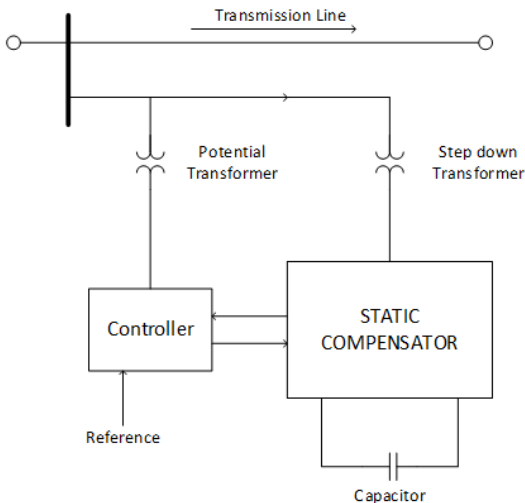 Transmission Line
Potential
Transformer
Step down
Transformer
Controller
STATIC
COMPENSATOR
Reference
Capacitor